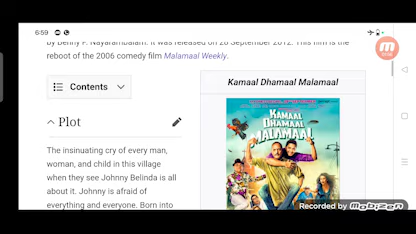 6:59
by Benny P. Nayarambalam. It was released on 28 September 2012. This film is the
reboot of the 2006 comedy film Malamaal Weekly.
Contents
Kamaal Dhamaal Malamaal
Plot
The insinuating cry of every man,
woman, and child in this village
when they see Johnny Belinda is all
about it. Johnny is afraid of
everything and everyone. Born into
KAMAAL
DHAMAAL
MALAMAAL
Recorded by MOBIZEN